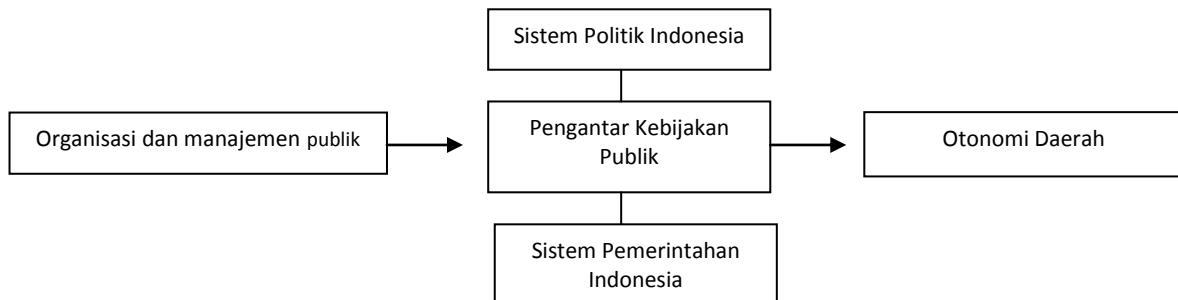 Sistem Politik Indonesia
Organisasi dan manajemen publik
Pengantar Kebijakan
Publik
Otonomi Daerah
Sistem Pemerintahan
Indonesia